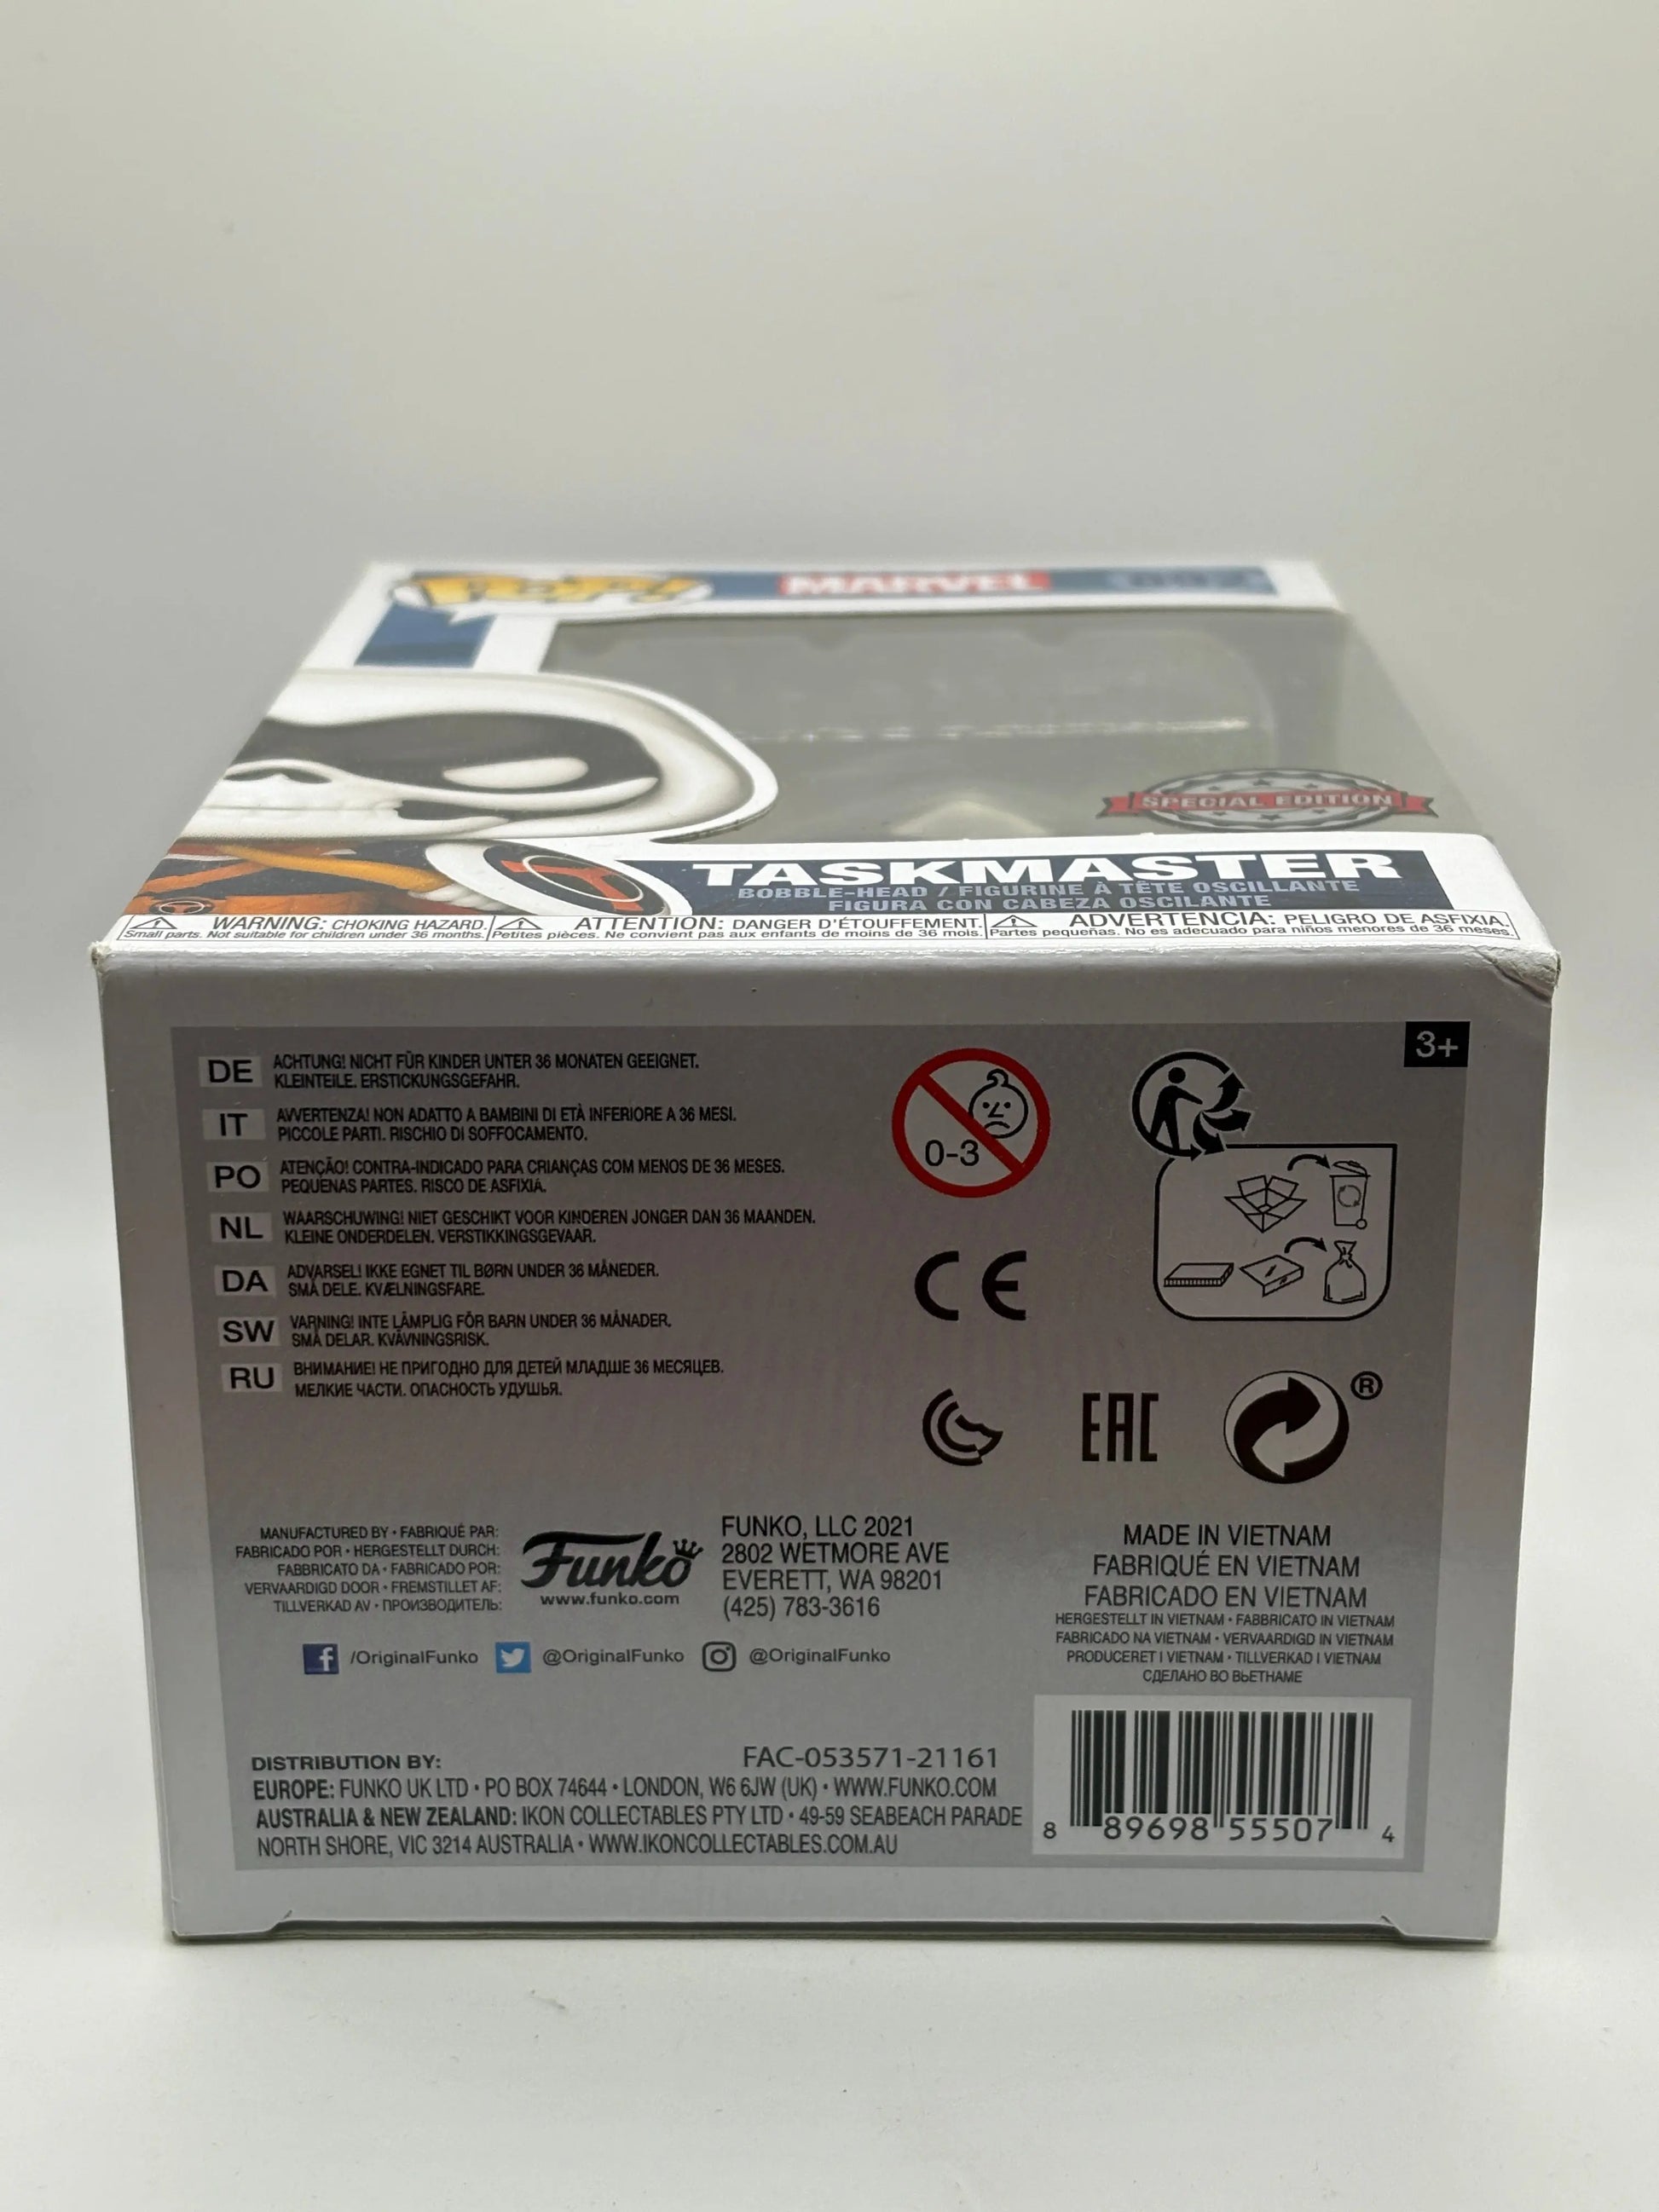 POP!
MARVEL
892
SPECIAL EDITION
TASKMASTER
BOBBLE-HEAD / FIGURINE À TÊTE OSCILLANTE
FIGURA CON CABEZA OSCILANTE
WARNING: CHOKING HAZARD.
Small parts. Not suitable for children under 36 months.
ATTENTION: DANGER D'ÉTOUFFEMENT.
Petites pièces. Ne convient pas aux enfants de moins de 36 mois.
ADVERTENCIA: PELIGRO DE ASFIXIA.
Partes pequeñas. No es adecuado para niños menores de 36 meses.
3+
DE ACHTUNG! NICHT FÜR KINDER UNTER 36 MONATEN GEEIGNET.
KLEINTEILE. ERSTICKUNGSGEFAHR.
IT AVVERTENZA! NON ADATTO A BAMBINI DI ETÀ INFERIORE A 36 MESI.
PICCOLE PARTI. RISCHIO DI SOFFOCAMENTO.
PO ATENÇÃO! CONTRA-INDICADO PARA CRIANÇAS COM MENOS DE 36 MESES.
PEQUENAS PARTES. RISCO DE ASFIXIA.
NL WAARSCHUWING! NIET GESCHIKT VOOR KINDEREN JONGER DAN 36 MAANDEN.
KLEINE ONDERDELEN. VERSTIKKINGSGEVAAR.
DA ADVARSEL! IKKE EGNET TIL BØRN UNDER 36 MÅNEDER.
SMÅ DELE. KVÆLNINGSFARE.
SW VARNING! INTE LÄMPLIG FÖR BARN UNDER 36 MÅNADER.
SMÅ DELAR. KVÄVNINGSRISK.
RU ВНИМАНИЕ! НЕ ПРИГОДНО ДЛЯ ДЕТЕЙ МЛАДШЕ 36 МЕСЯЦЕВ.
МЕЛКИЕ ЧАСТИ. ОПАСНОСТЬ УДУШЬЯ.
0-3
CE
EAC
®
MANUFACTURED BY • FABRIQUÉ PAR:
FABRICADO POR • HERGESTELLT DURCH:
FABBRICATO DA • FABRICADO POR:
VERVAARDIGD DOOR • FREMSTILLET AF:
TILLVERKAD AV • ПРОИЗВОДИТЕЛЬ:
Funko
www.funko.com
FUNKO, LLC 2021
2802 WETMORE AVE
EVERETT, WA 98201
(425) 783-3616
/OriginalFunko @OriginalFunko @OriginalFunko
MADE IN VIETNAM
FABRIQUÉ EN VIETNAM
FABRICADO EN VIETNAM
HERGESTELLT IN VIETNAM • FABBRICATO IN VIETNAM
FABRICADO NA VIETNAM • VERVAARDIGD IN VIETNAM
PRODUCERET I VIETNAM • TILLVERKAD I VIETNAM
СДЕЛАНО ВО ВЬЕТНАМЕ
DISTRIBUTION BY: FAC-053571-21161
EUROPE: FUNKO UK LTD • PO BOX 74644 • LONDON, W6 6JW (UK) • WWW.FUNKO.COM
AUSTRALIA & NEW ZEALAND: IKON COLLECTABLES PTY LTD • 49-59 SEABEACH PARADE
NORTH SHORE, VIC 3214 AUSTRALIA • WWW.IKONCOLLECTABLES.COM.AU
8 89698 55507 4